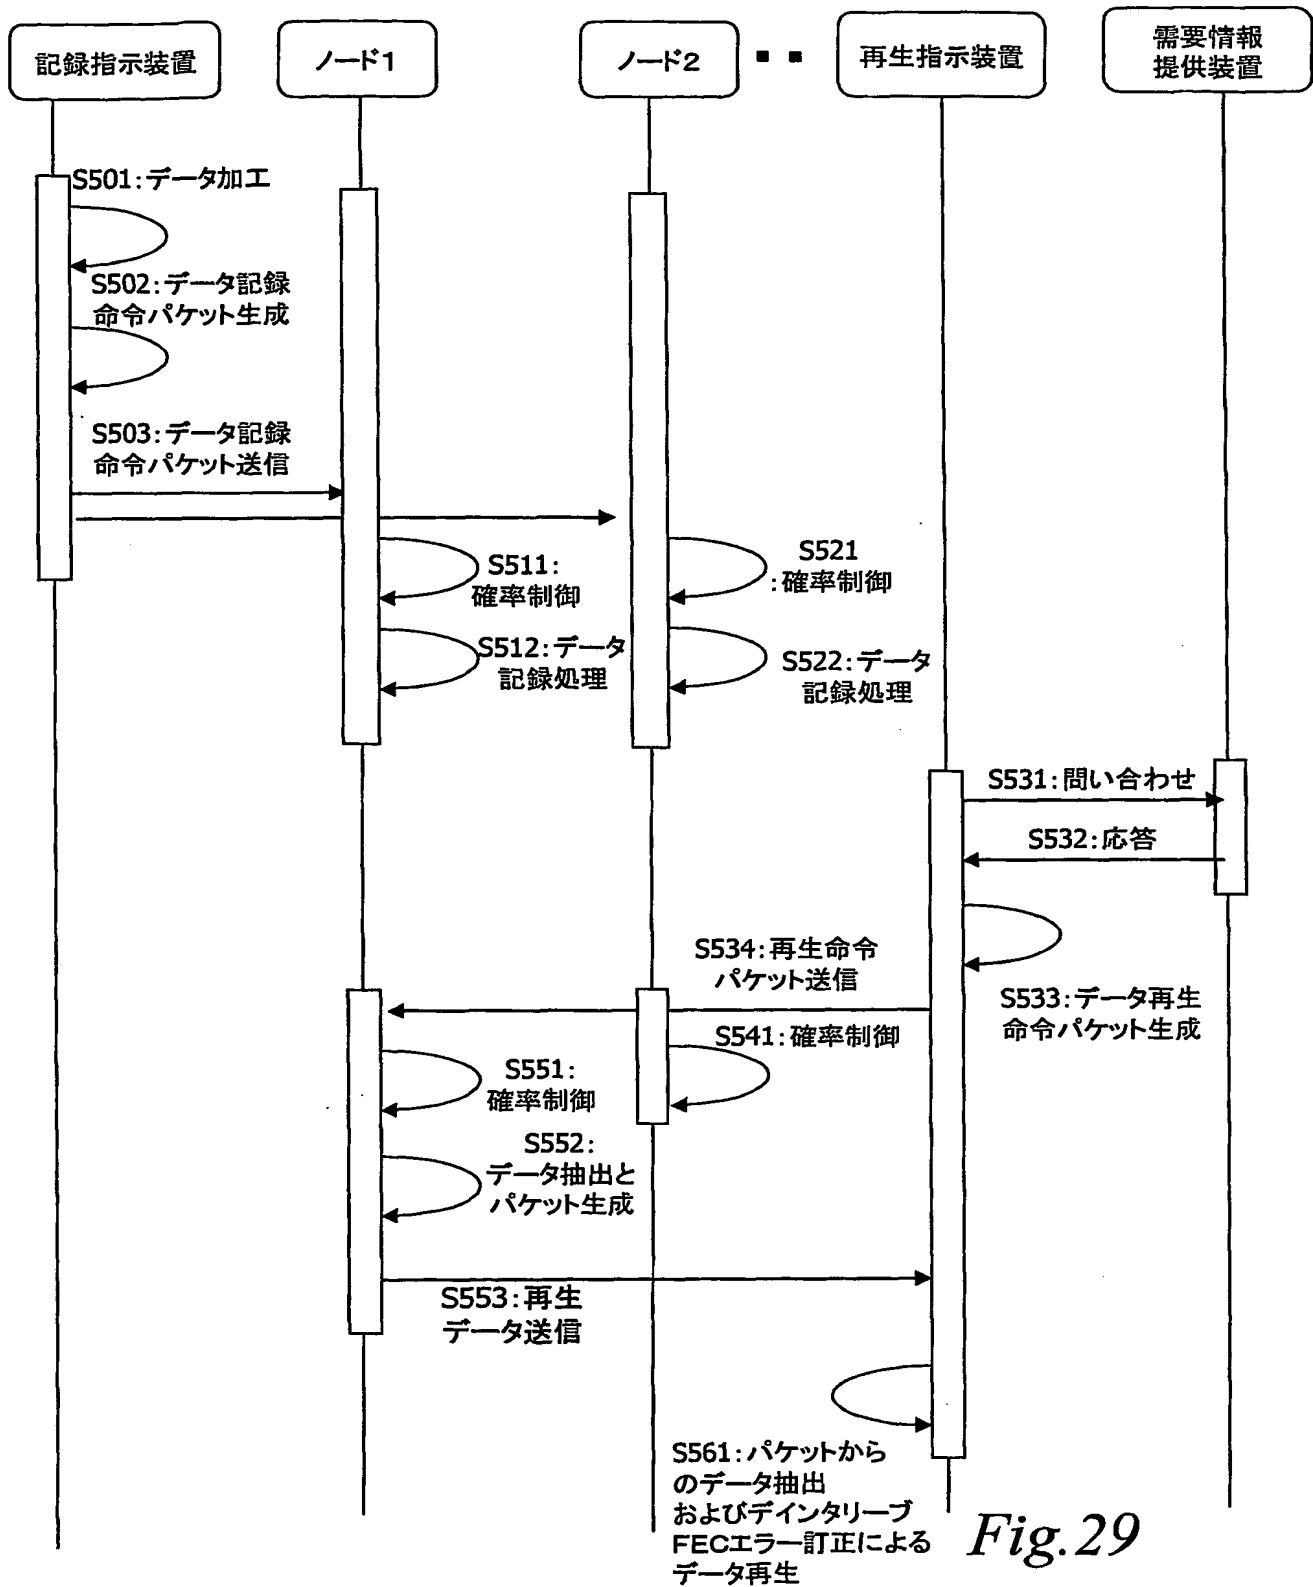 記録指示装置
ノード1
ノード2
再生指示装置
需要情報
提供装置
S501:データ加工
S502:データ記録
命令パケット生成
S503:データ記録
命令パケット送信
S511:
確率制御
S521
:確率制御
S512:データ
記録処理
S522:データ
記録処理
S531:問い合わせ
S532:応答
S534:再生命令
パケット送信
S533:データ再生
命令パケット生成
S541:確率制御
S551:
確率制御
S552:
データ抽出と
パケット生成
S553:再生
データ送信
S561:パケットから
のデータ抽出
およびデインタリーブ
FECエラー訂正による
データ再生
Fig.29